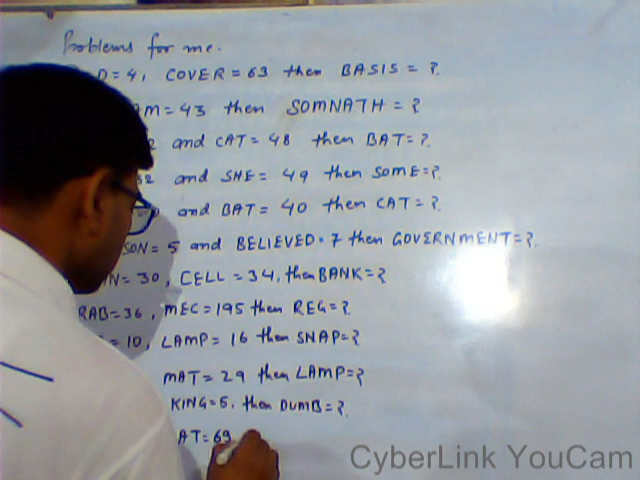 Problems for me.
D=4, COVER=63 then BASIS=?
AM=43 then SOMNATH=?
2 and CAT=48 then BAT=?
32 and SHE=49 then SOME=?
and BAT=40 then CAT=?
SON=5 and BELIEVED=7 then GOVERNMENT=?
N=30, CELL=34, then BANK=?
RAB=36, MEC=195 then REG=?
=10, LAMP=16 then SNAP=?
MAT=29 then LAMP=?
KING=5, then DUMB=?
AT=69
CyberLink YouCam